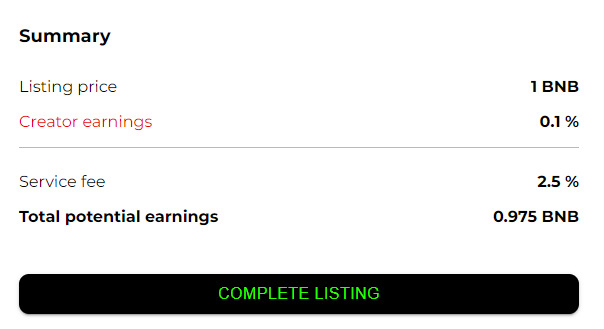 Summary
Listing price 1 BNB
Creator earnings 0.1 %
Service fee 2.5 %
Total potential earnings 0.975 BNB
COMPLETE LISTING